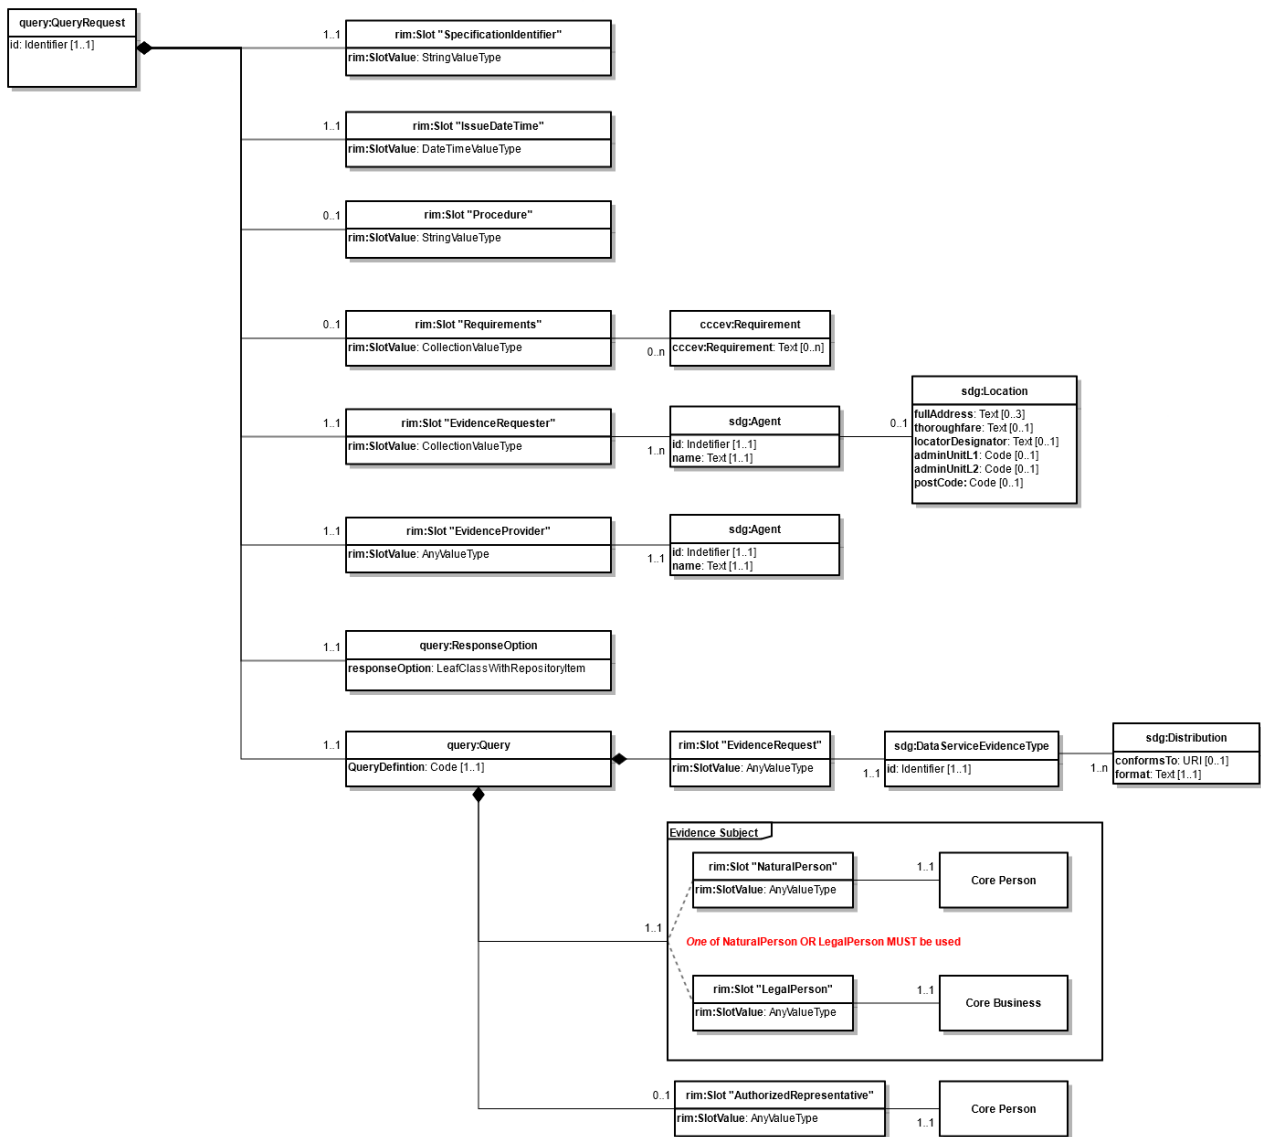 query:QueryRequest
id: Identifier [1..1]
1..1
rim:Slot "SpecificationIdentifier"
rim:SlotValue: StringValueType
1..1
rim:Slot "IssueDateTime"
rim:SlotValue: DateTimeValueType
0..1
rim:Slot "Procedure"
rim:SlotValue: StringValueType
0..1
rim:Slot "Requirements"
rim:SlotValue: CollectionValueType
0..n
cccev:Requirement
cccev:Requirement: Text [0..n]
1..1
rim:Slot "EvidenceRequester"
rim:SlotValue: CollectionValueType
1..n
sdg:Agent
id: Indetifier [1..1]
name: Text [1..1]
0..1
sdg:Location
fullAddress: Text [0..3]
thoroughfare: Text [0..1]
locatorDesignator: Text [0..1]
adminUnitL1: Code [0..1]
adminUnitL2: Code [0..1]
postCode: Code [0..1]
1..1
rim:Slot "EvidenceProvider"
rim:SlotValue: AnyValueType
1..1
sdg:Agent
id: Indetifier [1..1]
name: Text [1..1]
1..1
query:ResponseOption
responseOption: LeafClassWithRepositoryItem
1..1
query:Query
QueryDefintion: Code [1..1]
rim:Slot "EvidenceRequest"
rim:SlotValue: AnyValueType
1..1
sdg:DataServiceEvidenceType
id: Identifier [1..1]
1..n
sdg:Distribution
conformsTo: URI [0..1]
format: Text [1..1]
Evidence Subject
1..1
rim:Slot "NaturalPerson"
rim:SlotValue: AnyValueType
1..1
Core Person
One of NaturalPerson OR LegalPerson MUST be used
rim:Slot "LegalPerson"
rim:SlotValue: AnyValueType
1..1
Core Business
0..1
rim:Slot "AuthorizedRepresentative"
rim:SlotValue: AnyValueType
1..1
Core Person